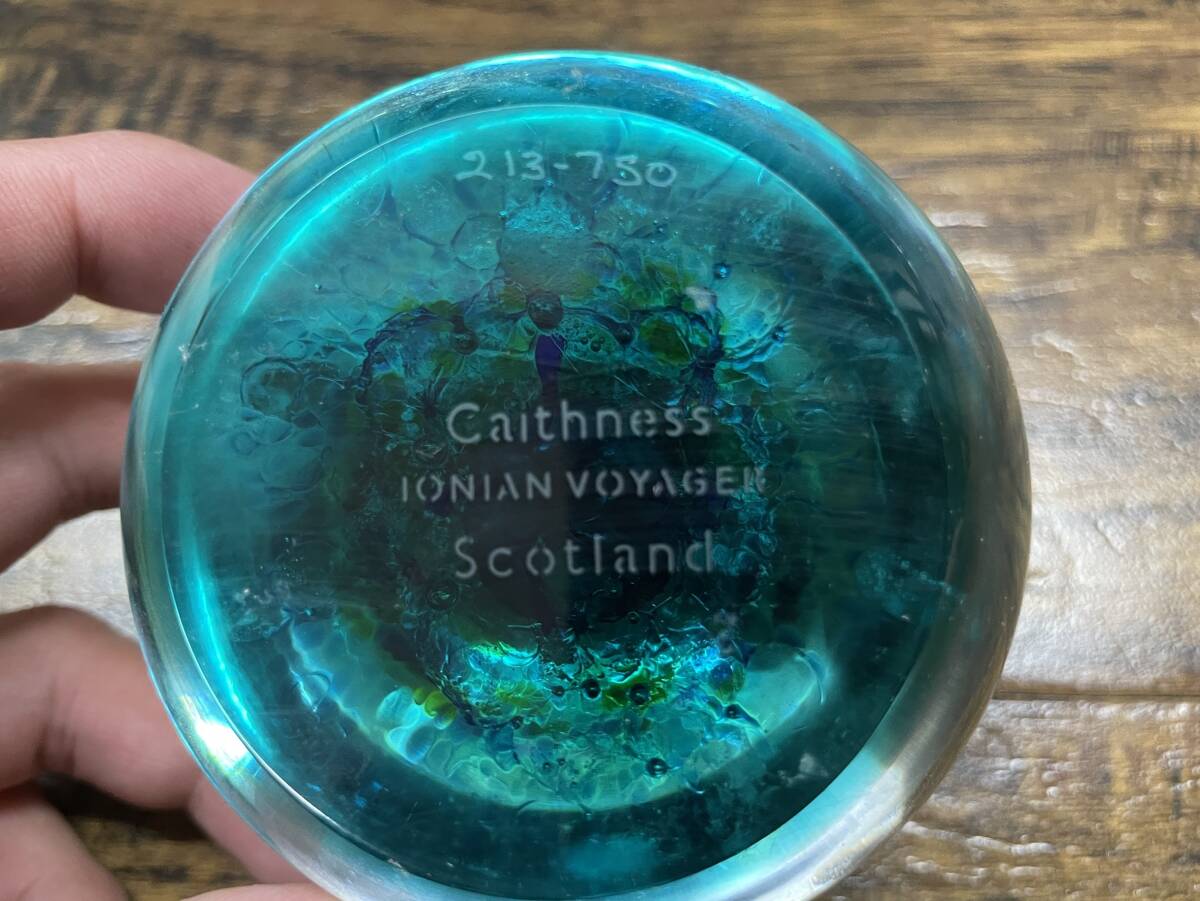 213-750
Caithness
IONIAN VOYAGER
Scotland